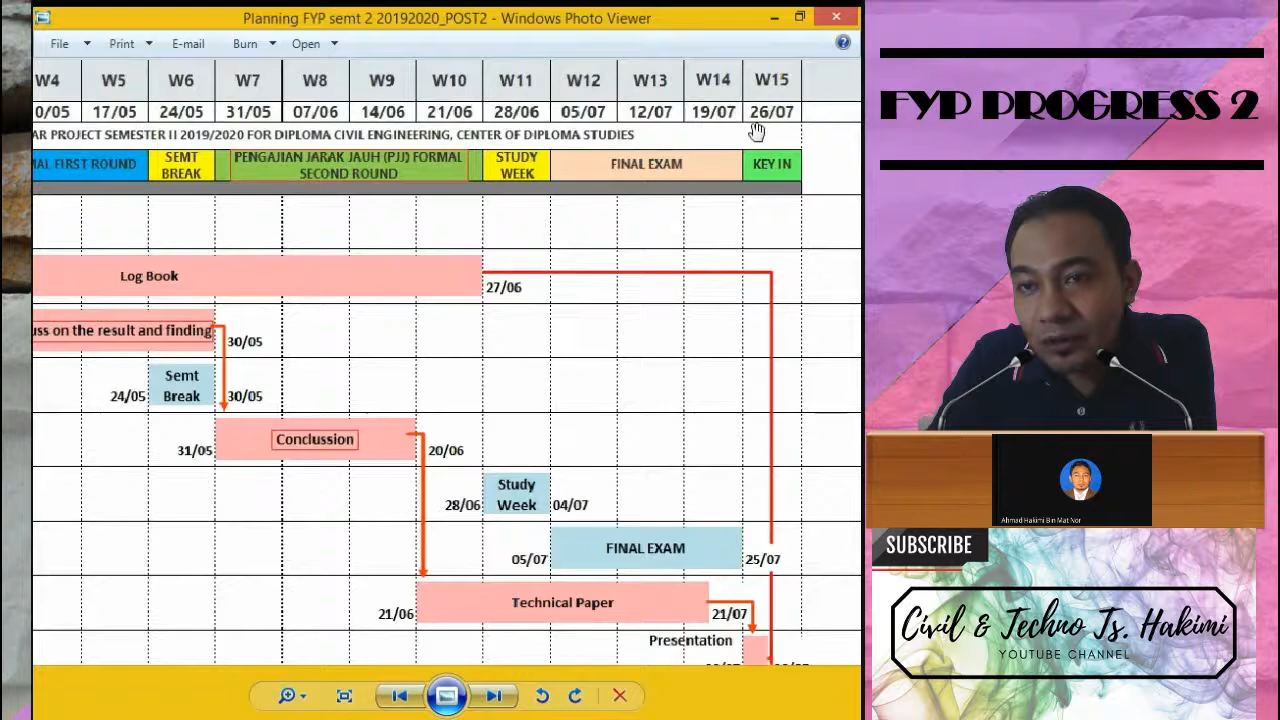 Planning FYP semt 2 20192020_POST2 - Windows Photo Viewer
File Print E-mail Burn Open
W4 W5 W6 W7 W8 W9 W10 W11 W12 W13 W14 W15
0/05 17/05 24/05 31/05 07/06 14/06 21/06 28/06 05/07 12/07 19/07 26/07
AR PROJECT SEMESTER II 2019/2020 FOR DIPLOMA CIVIL ENGINEERING, CENTER OF DIPLOMA STUDIES
AL FIRST ROUND
SEMT
BREAK
PENGAJIAN JARAK JAUH (PJJ) FORMAL
SECOND ROUND
STUDY
WEEK
FINAL EXAM
KEY IN
Log Book
27/06
uss on the result and finding
30/05
24/05
Semt
Break
30/05
31/05
Conclussion
20/06
28/06
Study
Week
04/07
05/07
FINAL EXAM
25/07
21/06
Technical Paper
21/07
Presentation
FYP PROGRESS 2
Ahmad Hakimi Bin Mat Nor
SUBSCRIBE
Civil & Techno Ts. Hakimi
YOUTUBE CHANNEL